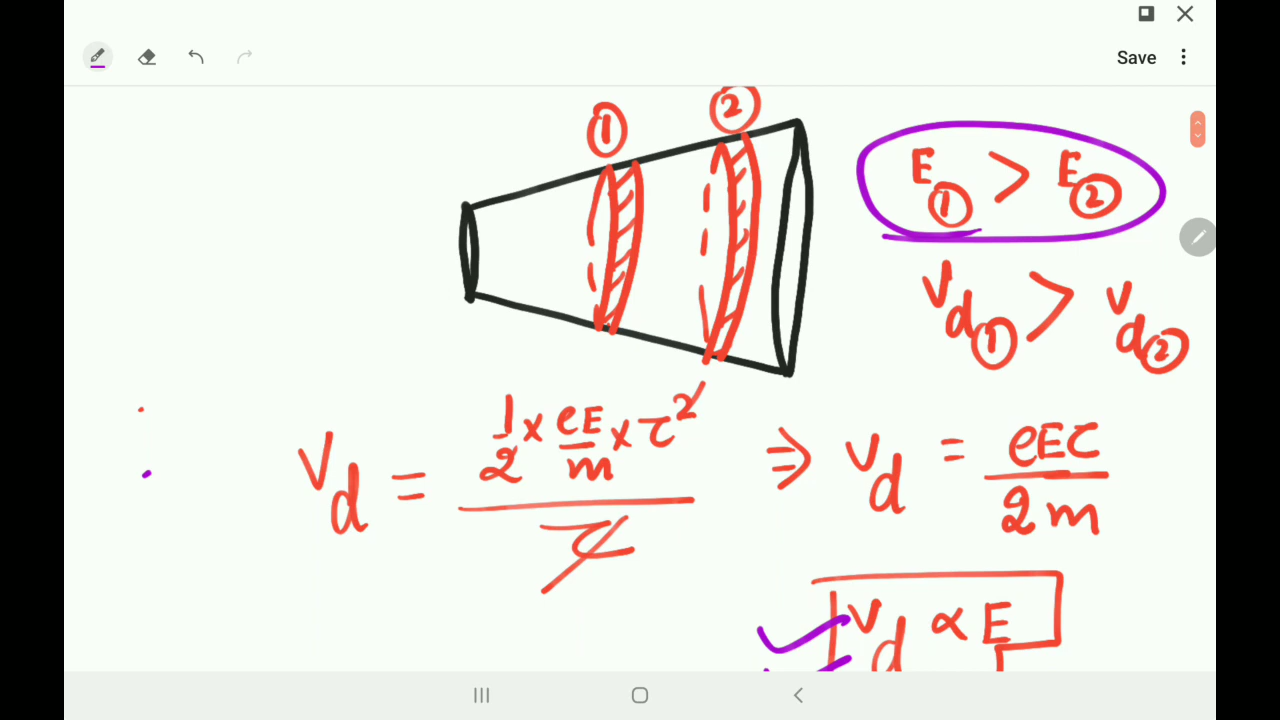 Save
① ②
E① > E②
Vd① > Vd②
Vd = 1/2 × eE/m × τ² / τ ⇒ Vd = eEτ / 2m
Vd ∝ E